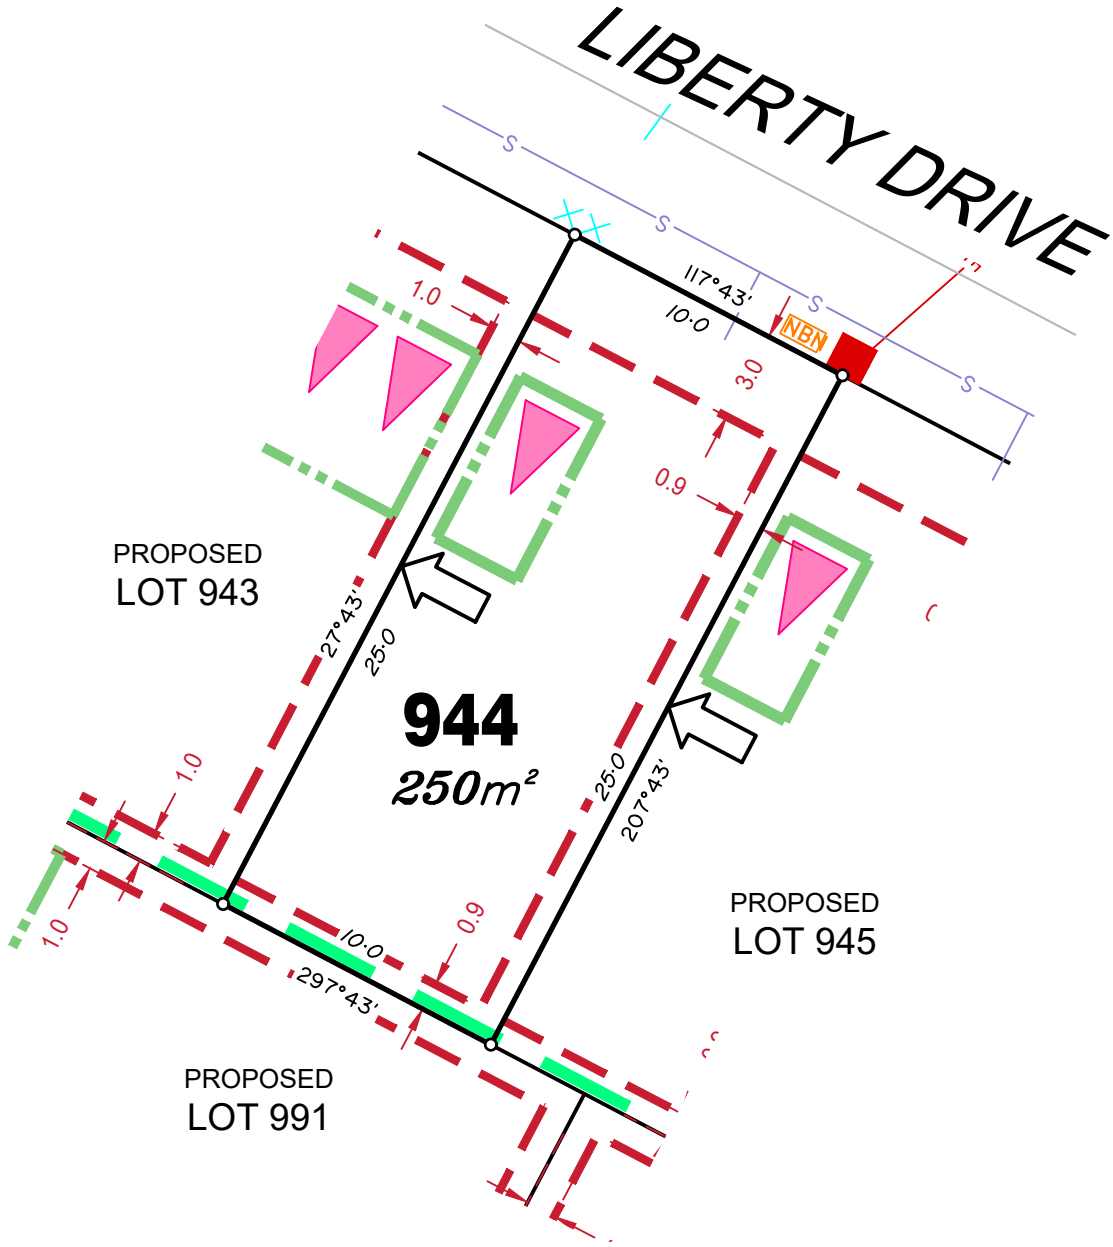 LIBERTY DRIVE
S
S
S
S
117°43'
10·0
NBN
1.0
3.0
0.9
PROPOSED
LOT 943
27°43'
25·0
944
250m²
25·0
207°43'
1.0
PROPOSED
LOT 945
0.9
10·0
297°43'
1.0
PROPOSED
LOT 991